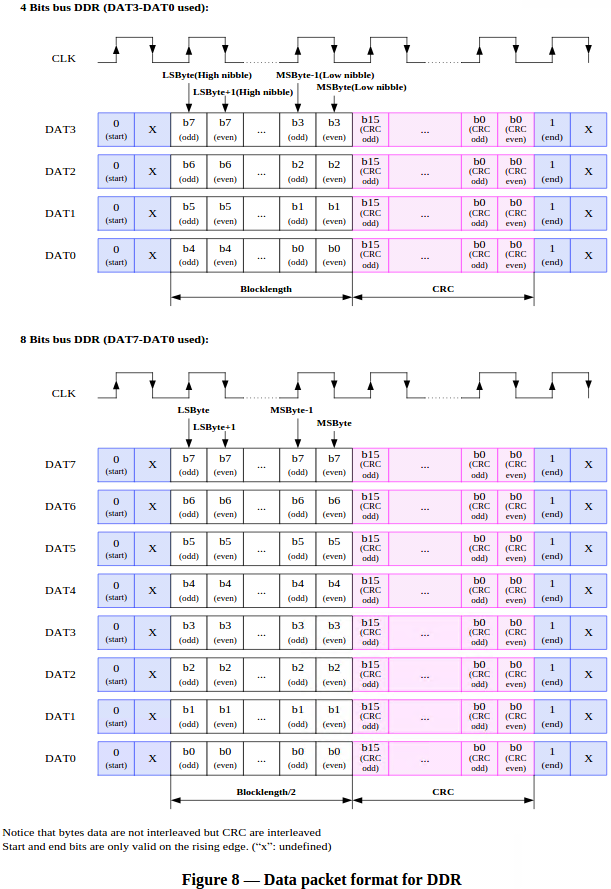 4 Bits bus DDR (DAT3-DAT0 used):
CLK
LSByte(High nibble) MSByte-1(Low nibble)
LSByte+1(High nibble) MSByte(Low nibble)
DAT3 0 (start) X b7 (odd) b7 (even) ... b3 (odd) b3 (even) b15 (CRC odd) ... b0 (CRC odd) b0 (CRC even) 1 (end) X
DAT2 0 (start) X b6 (odd) b6 (even) ... b2 (odd) b2 (even) b15 (CRC odd) ... b0 (CRC odd) b0 (CRC even) 1 (end) X
DAT1 0 (start) X b5 (odd) b5 (even) ... b1 (odd) b1 (even) b15 (CRC odd) ... b0 (CRC odd) b0 (CRC even) 1 (end) X
DAT0 0 (start) X b4 (odd) b4 (even) ... b0 (odd) b0 (even) b15 (CRC odd) ... b0 (CRC odd) b0 (CRC even) 1 (end) X
Blocklength CRC
8 Bits bus DDR (DAT7-DAT0 used):
CLK
LSByte MSByte-1
LSByte+1 MSByte
DAT7 0 (start) X b7 (odd) b7 (even) ... b7 (odd) b7 (even) b15 (CRC odd) ... b0 (CRC odd) b0 (CRC even) 1 (end) X
DAT6 0 (start) X b6 (odd) b6 (even) ... b6 (odd) b6 (even) b15 (CRC odd) ... b0 (CRC odd) b0 (CRC even) 1 (end) X
DAT5 0 (start) X b5 (odd) b5 (even) ... b5 (odd) b5 (even) b15 (CRC odd) ... b0 (CRC odd) b0 (CRC even) 1 (end) X
DAT4 0 (start) X b4 (odd) b4 (even) ... b4 (odd) b4 (even) b15 (CRC odd) ... b0 (CRC odd) b0 (CRC even) 1 (end) X
DAT3 0 (start) X b3 (odd) b3 (even) ... b3 (odd) b3 (even) b15 (CRC odd) ... b0 (CRC odd) b0 (CRC even) 1 (end) X
DAT2 0 (start) X b2 (odd) b2 (even) ... b2 (odd) b2 (even) b15 (CRC odd) ... b0 (CRC odd) b0 (CRC even) 1 (end) X
DAT1 0 (start) X b1 (odd) b1 (even) ... b1 (odd) b1 (even) b15 (CRC odd) ... b0 (CRC odd) b0 (CRC even) 1 (end) X
DAT0 0 (start) X b0 (odd) b0 (even) ... b0 (odd) b0 (even) b15 (CRC odd) ... b0 (CRC odd) b0 (CRC even) 1 (end) X
Blocklength/2 CRC
Notice that bytes data are not interleaved but CRC are interleaved
Start and end bits are only valid on the rising edge. (“x”: undefined)
Figure 8 — Data packet format for DDR